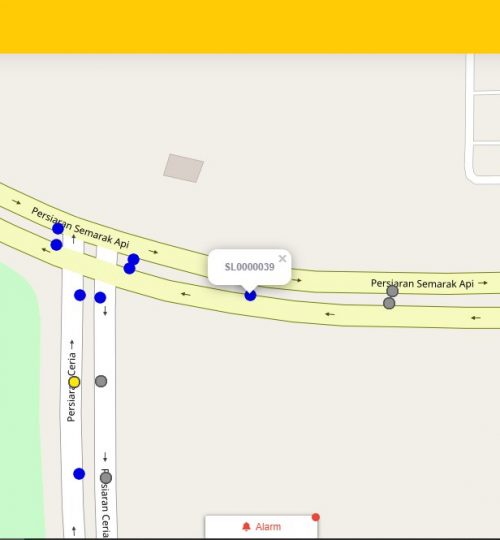 Persiaran Semarak Api
SL0000039
Persiaran Semarak Api
Persiaran Ceria
Persiaran Ceria
Alarm